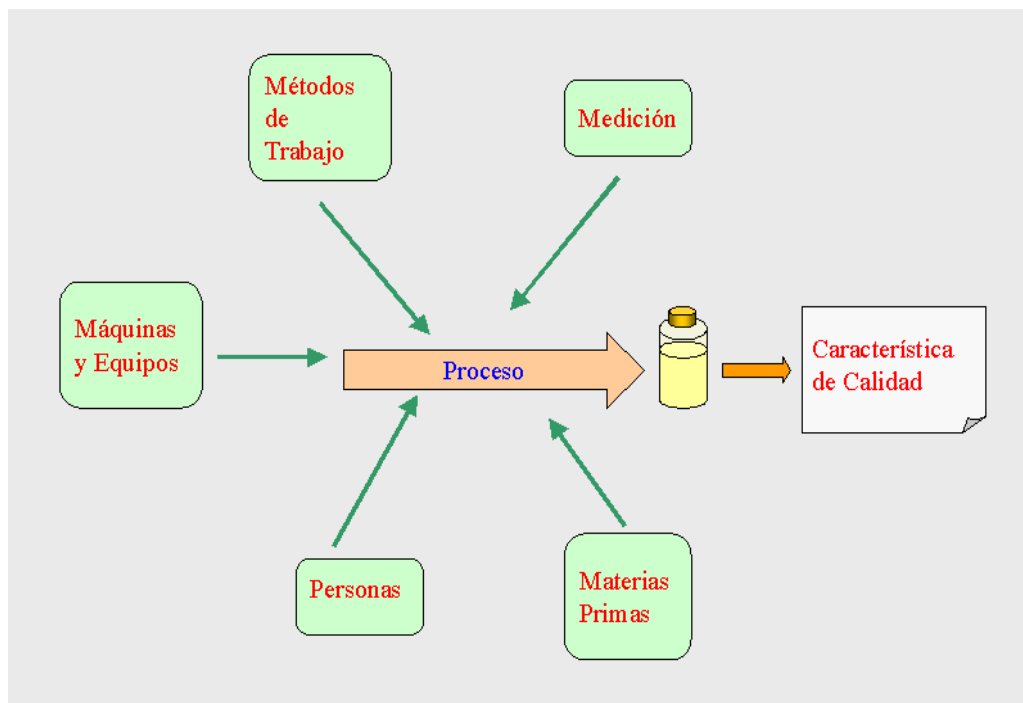 Métodos
de
Trabajo
Medición
Máquinas
y Equipos
Proceso
Característica
de Calidad
Personas
Materias
Primas